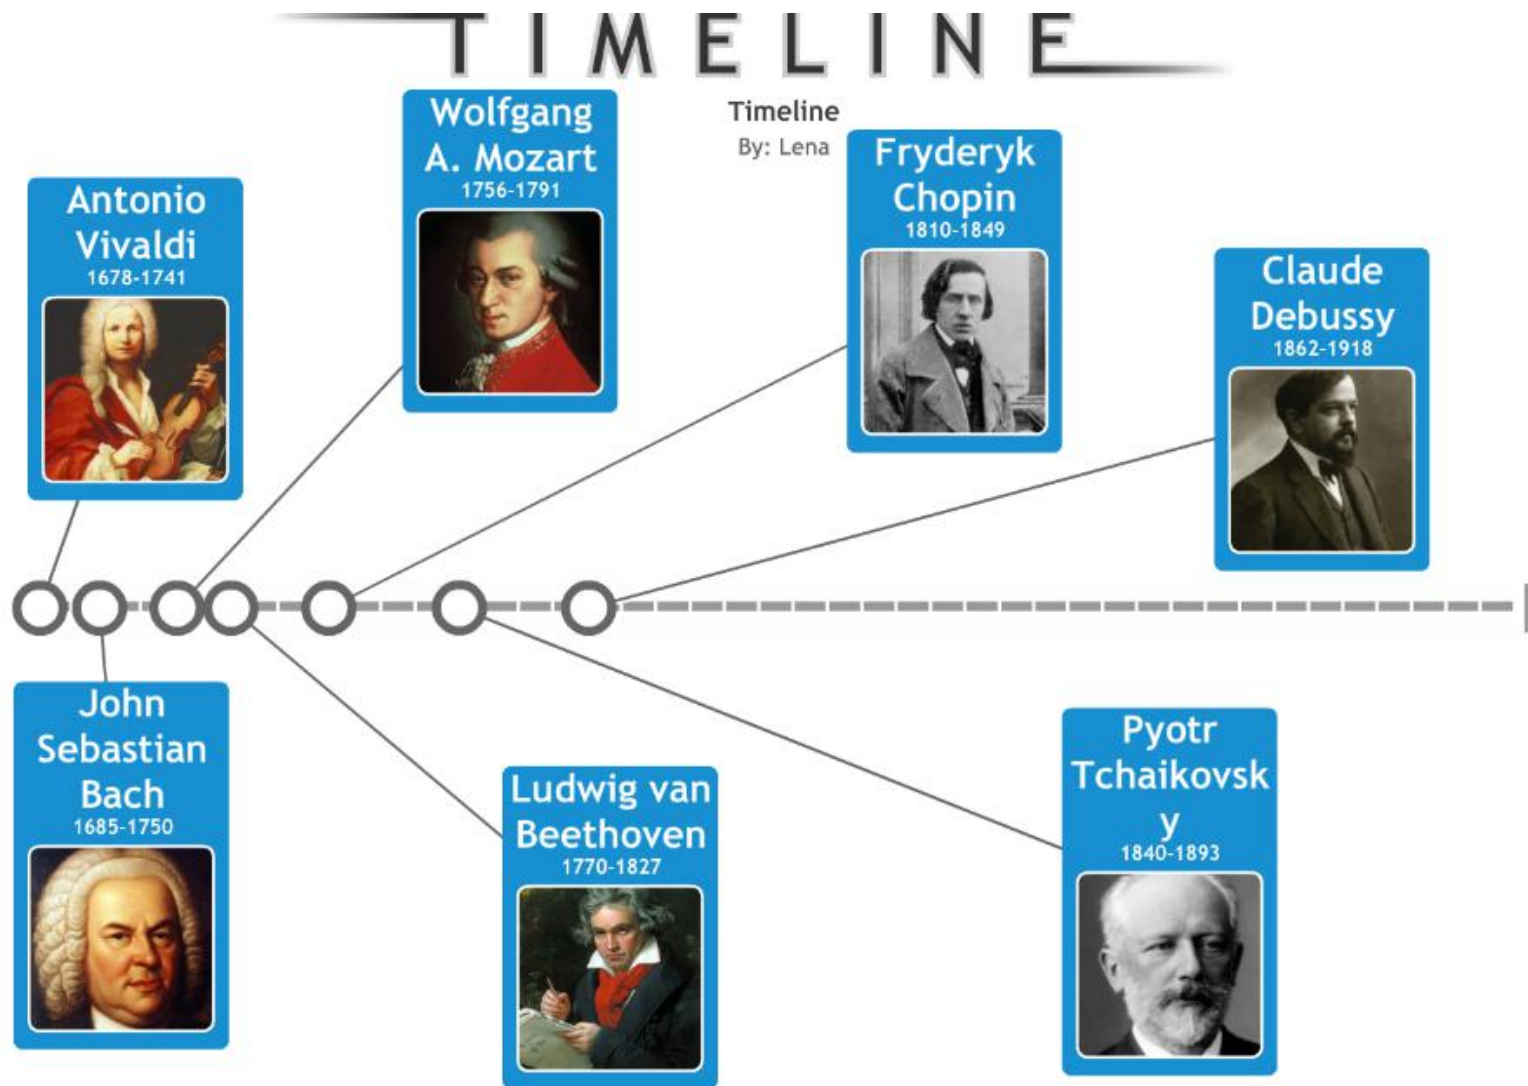 TIMELINE
Timeline
By: Lena
Antonio
Vivaldi
1678-1741
Wolfgang
A. Mozart
1756-1791
Fryderyk
Chopin
1810-1849
Claude
Debussy
1862-1918
John
Sebastian
Bach
1685-1750
Ludwig van
Beethoven
1770-1827
Pyotr
Tchaikovsk
y
1840-1893